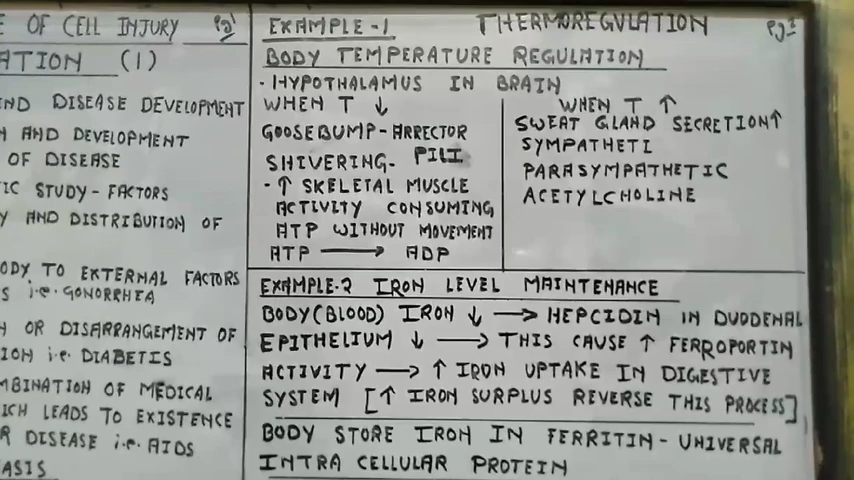 E OF CELL INJURY pg1
ATION (1)
ND DISEASE DEVELOPMENT
AND DEVELOPMENT
OF DISEASE
IC STUDY - FACTORS
Y AND DISTRIBUTION OF
ODY TO EXTERNAL FACTORS
S i.e. GONORRHEA
OR DISARRANGEMENT OF
ION i.e. DIABETIS
MBINATION OF MEDICAL
ICH LEADS TO EXISTENCE
R DISEASE i.e. AIDS
ASIS
THERMOREGULATION pg2
EXAMPLE-1
BODY TEMPERATURE REGULATION
· HYPOTHALAMUS IN BRAIN
WHEN T ↓
GOOSEBUMP - ARRECTOR
PILI
SHIVERING -
- ↑ SKELETAL MUSCLE
ACTIVITY CONSUMING
ATP WITHOUT MOVEMENT
ATP → ADP
WHEN T ↑
SWEAT GLAND SECRETION↑
SYMPATHETI
PARASYMPATHETIC
ACETYLCHOLINE
EXAMPLE-2 IRON LEVEL MAINTENANCE
BODY(BLOOD) IRON ↓ → HEPCIDIN IN DUODENAL
EPITHELIUM ↓ → THIS CAUSE ↑ FERROPORTIN
ACTIVITY → ↑ IRON UPTAKE IN DIGESTIVE
SYSTEM [↑ IRON SURPLUS REVERSE THIS PROCESS]
BODY STORE IRON IN FERRITIN - UNIVERSAL
INTRA CELLULAR PROTEIN